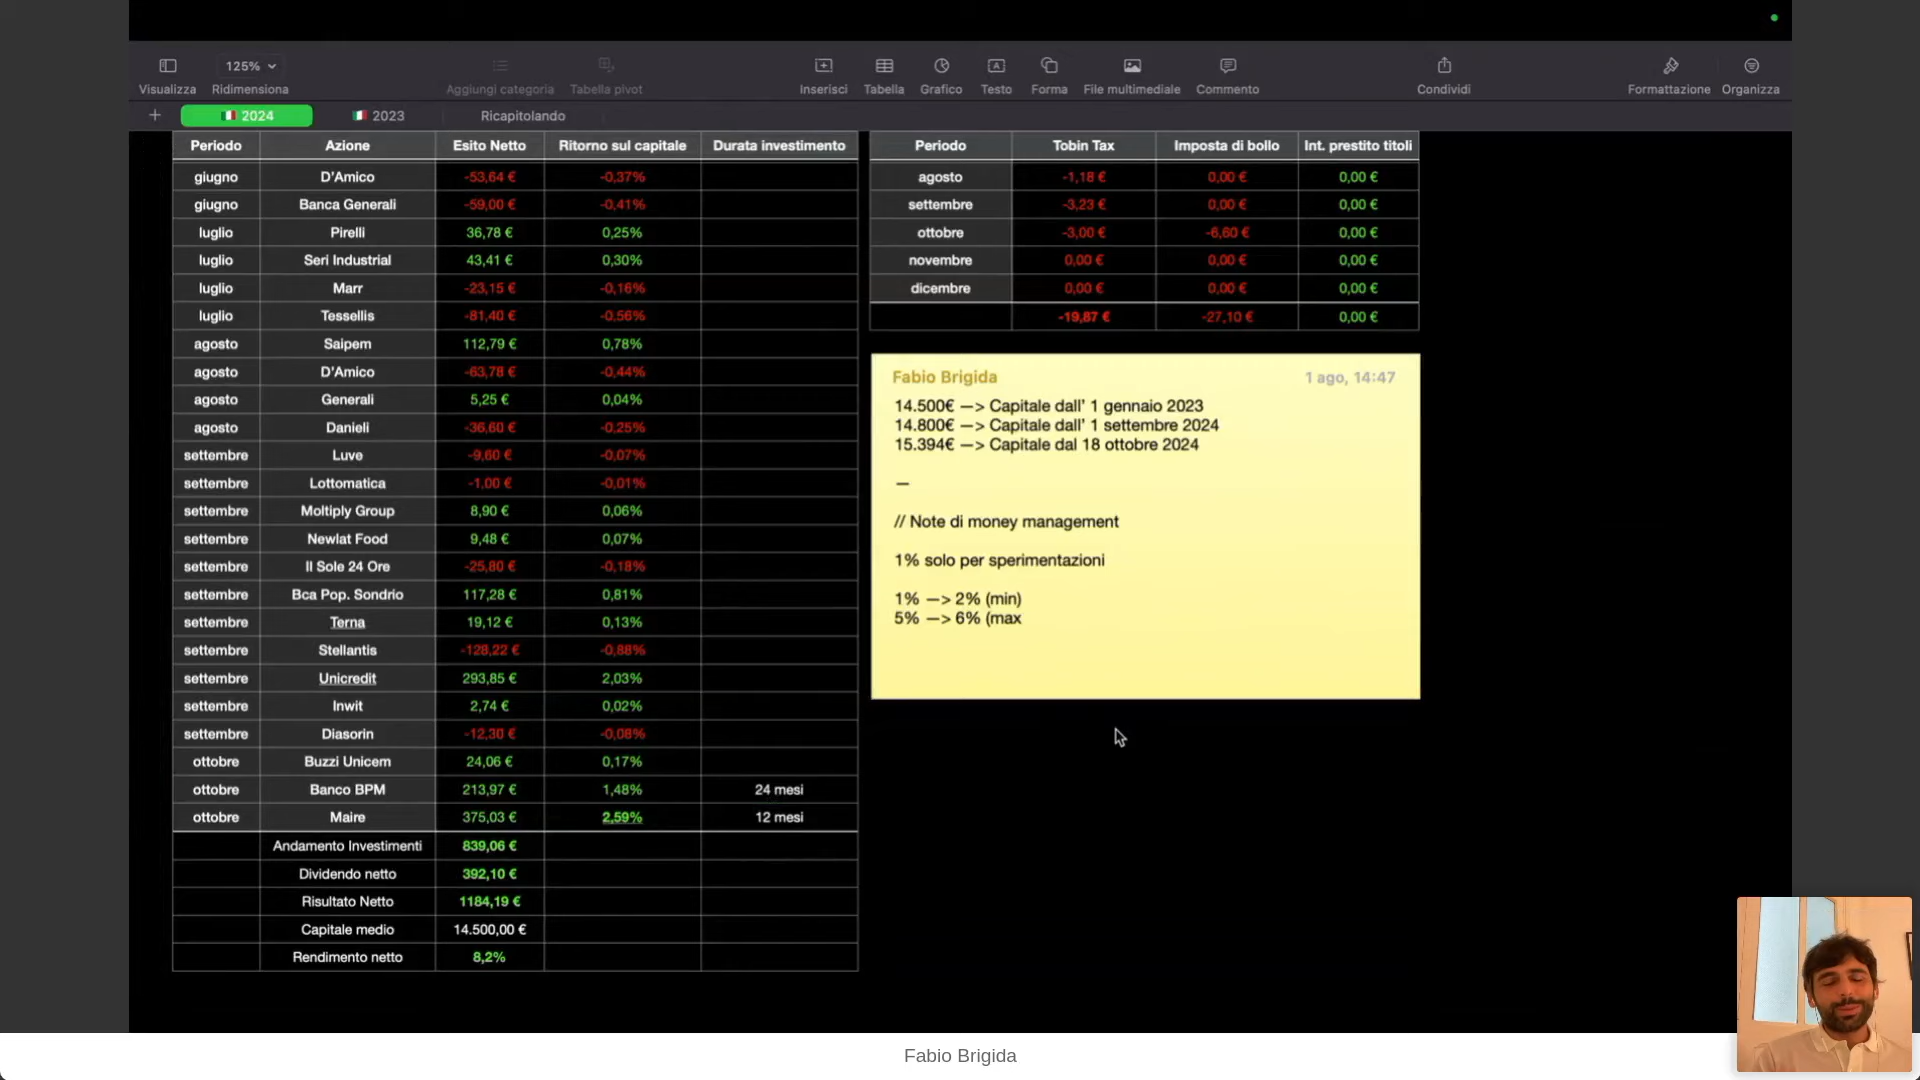 Visualizza
125%
Ridimensiona
Aggiungi categoria
Tabella pivot
Inserisci
Tabella
Grafico
Testo
Forma
File multimediale
Commento
Condividi
Formattazione
Organizza
2024
2023
Ricapitolando
Periodo Azione Esito Netto Ritorno sul capitale Durata investimento
giugno D'Amico -53,64 € -0,37%
giugno Banca Generali -59,00 € -0,41%
luglio Pirelli 36,78 € 0,25%
luglio Seri Industrial 43,41 € 0,30%
luglio Marr -23,15 € -0,16%
luglio Tessellis -81,40 € -0,56%
agosto Saipem 112,79 € 0,78%
agosto D'Amico -63,78 € -0,44%
agosto Generali 5,25 € 0,04%
agosto Danieli -36,60 € -0,25%
settembre Luve -9,60 € -0,07%
settembre Lottomatica -1,00 € -0,01%
settembre Moltiply Group 8,90 € 0,06%
settembre Newlat Food 9,48 € 0,07%
settembre Il Sole 24 Ore -25,80 € -0,18%
settembre Bca Pop. Sondrio 117,28 € 0,81%
settembre Terna 19,12 € 0,13%
settembre Stellantis -128,22 € -0,88%
settembre Unicredit 293,85 € 2,03%
settembre Inwit 2,74 € 0,02%
settembre Diasorin -12,30 € -0,08%
ottobre Buzzi Unicem 24,06 € 0,17%
ottobre Banco BPM 213,97 € 1,48% 24 mesi
ottobre Maire 375,03 € 2,59% 12 mesi
Andamento Investimenti 839,06 €
Dividendo netto 392,10 €
Risultato Netto 1184,19 €
Capitale medio 14.500,00 €
Rendimento netto 8,2%
Periodo Tobin Tax Imposta di bollo Int. prestito titoli
agosto -1,18 € 0,00 € 0,00 €
settembre -3,23 € 0,00 € 0,00 €
ottobre -3,00 € -6,60 € 0,00 €
novembre 0,00 € 0,00 € 0,00 €
dicembre 0,00 € 0,00 € 0,00 €
-19,87 € -27,10 € 0,00 €
Fabio Brigida 1 ago, 14:47
14.500€ —> Capitale dall' 1 gennaio 2023
14.800€ —> Capitale dall' 1 settembre 2024
15.394€ —> Capitale dal 18 ottobre 2024
—
// Note di money management
1% solo per sperimentazioni
1% —> 2% (min)
5% —> 6% (max
Fabio Brigida